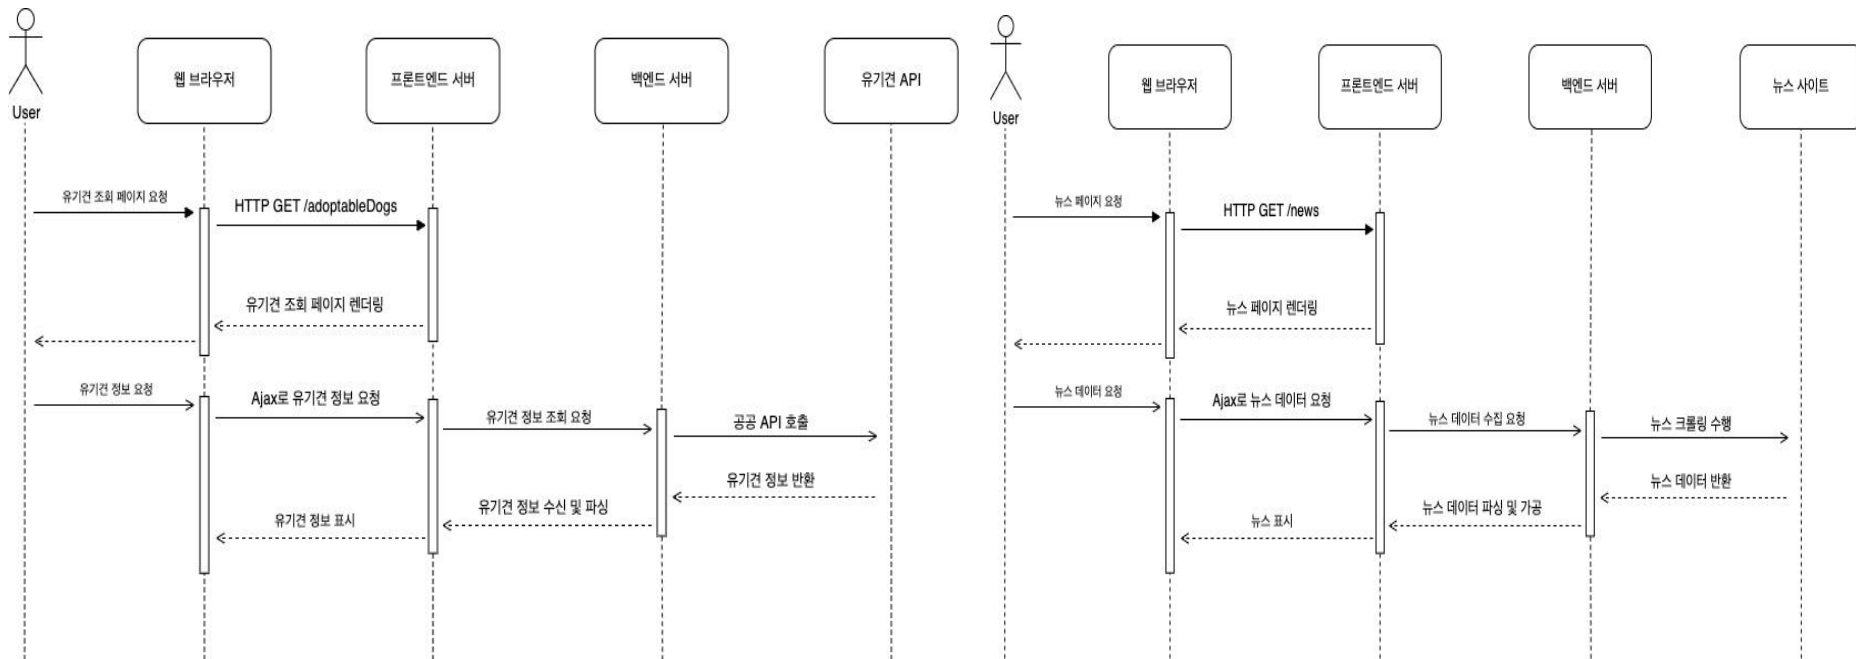 User
웹 브라우저
프론트엔드 서버
백엔드 서버
유기견 API
유기견 조회 페이지 요청
HTTP GET /adoptableDogs
유기견 조회 페이지 렌더링
유기견 정보 요청
Ajax로 유기견 정보 요청
유기견 정보 조회 요청
공공 API 호출
유기견 정보 반환
유기견 정보 수신 및 파싱
유기견 정보 표시
User
웹 브라우저
프론트엔드 서버
백엔드 서버
뉴스 사이트
뉴스 페이지 요청
HTTP GET /news
뉴스 페이지 렌더링
뉴스 데이터 요청
Ajax로 뉴스 데이터 요청
뉴스 데이터 수집 요청
뉴스 크롤링 수행
뉴스 데이터 반환
뉴스 데이터 파싱 및 가공
뉴스 표시